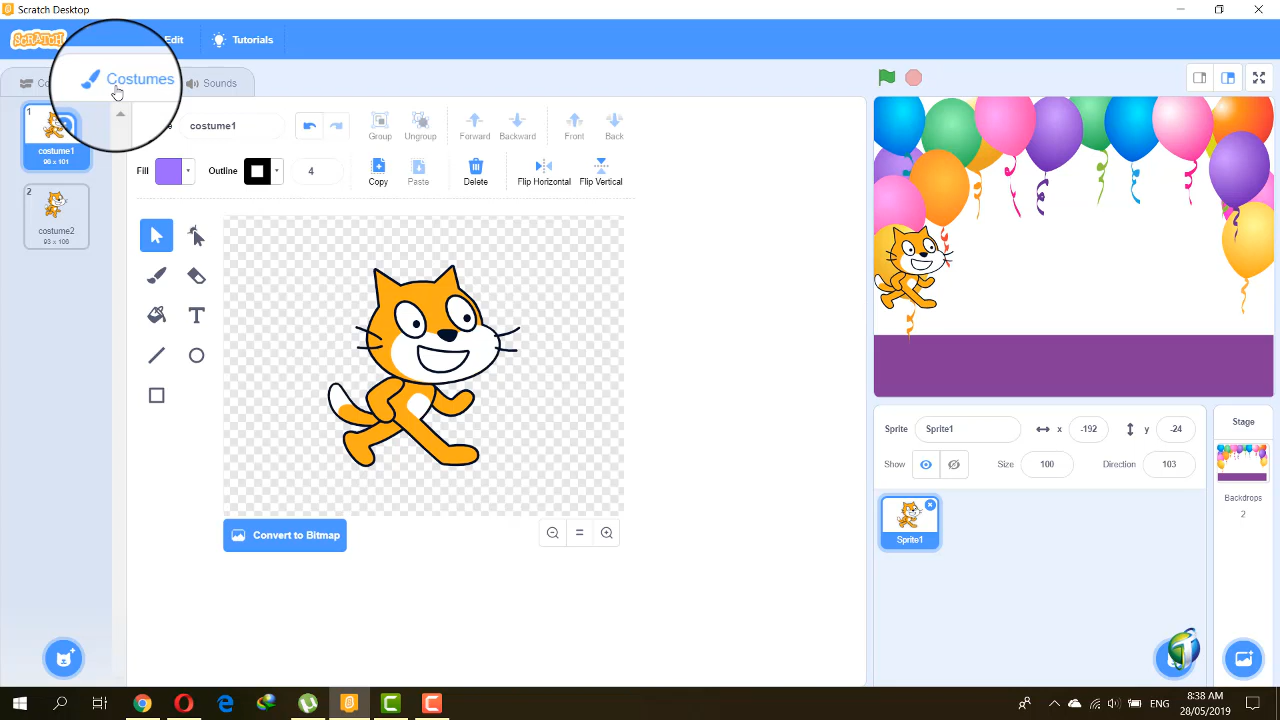 Scratch Desktop
SCRATCH
Edit
Tutorials
Co
Costumes
Sounds
1
costume1
96 x 101
2
costume2
93 x 106
costume1
Group
Ungroup
Forward
Backward
Front
Back
Fill
Outline
4
Copy
Paste
Delete
Flip Horizontal
Flip Vertical
Convert to Bitmap
Sprite
Sprite1
x
-192
y
-24
Show
Size
100
Direction
103
Sprite1
Stage
Backdrops
2
ENG
8:38 AM
28/05/2019